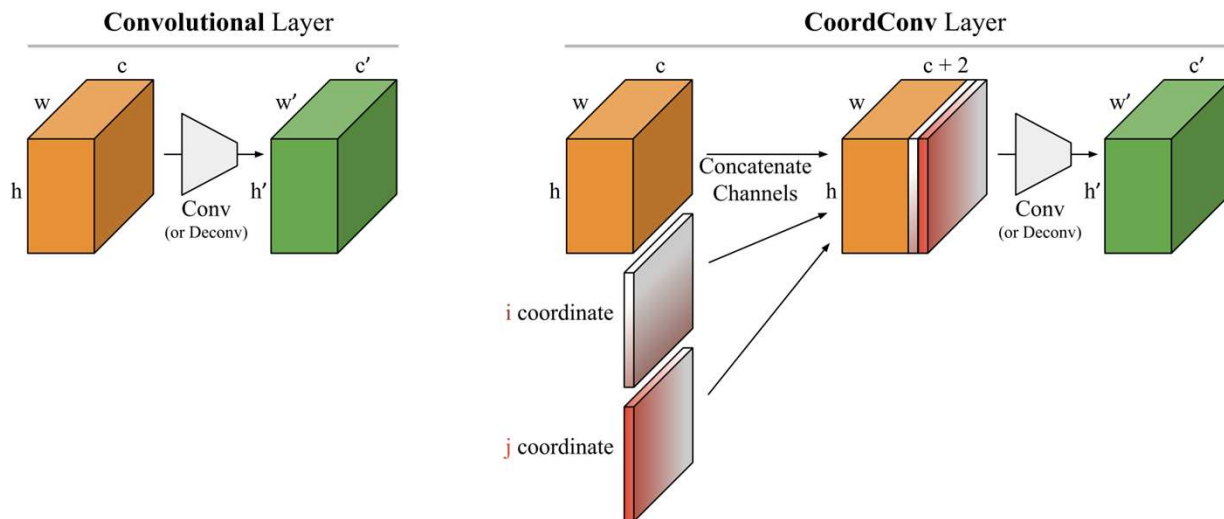 Convolutional Layer
c
w
h
Conv
(or Deconv)
c’
w’
h’
CoordConv Layer
c
w
h
Concatenate
Channels
i coordinate
j coordinate
c + 2
w
h
Conv
(or Deconv)
c’
w’
h’